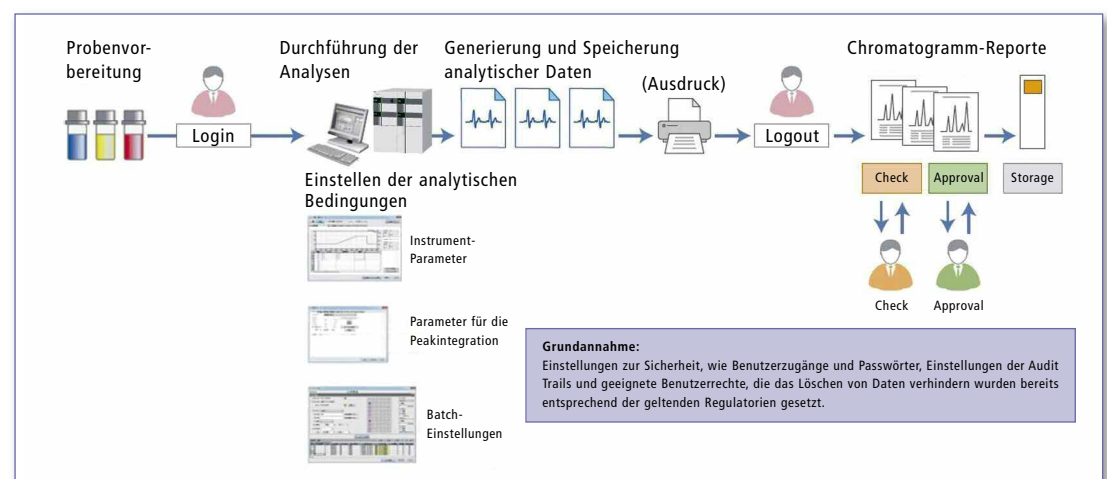 Probenvor-
bereitung
Login
Durchführung der
Analysen
Generierung und Speicherung
analytischer Daten
(Ausdruck)
Logout
Chromatogramm-Reporte
Check
Approval
Storage
Check
Approval
Einstellen der analytischen
Bedingungen
Instrument-
Parameter
Parameter für die
Peakintegration
Batch-
Einstellungen
Grundannahme:
Einstellungen zur Sicherheit, wie Benutzerzugänge und Passwörter, Einstellungen der Audit
Trails und geeignete Benutzerrechte, die das Löschen von Daten verhindern wurden bereits
entsprechend der geltenden Regulatorien gesetzt.